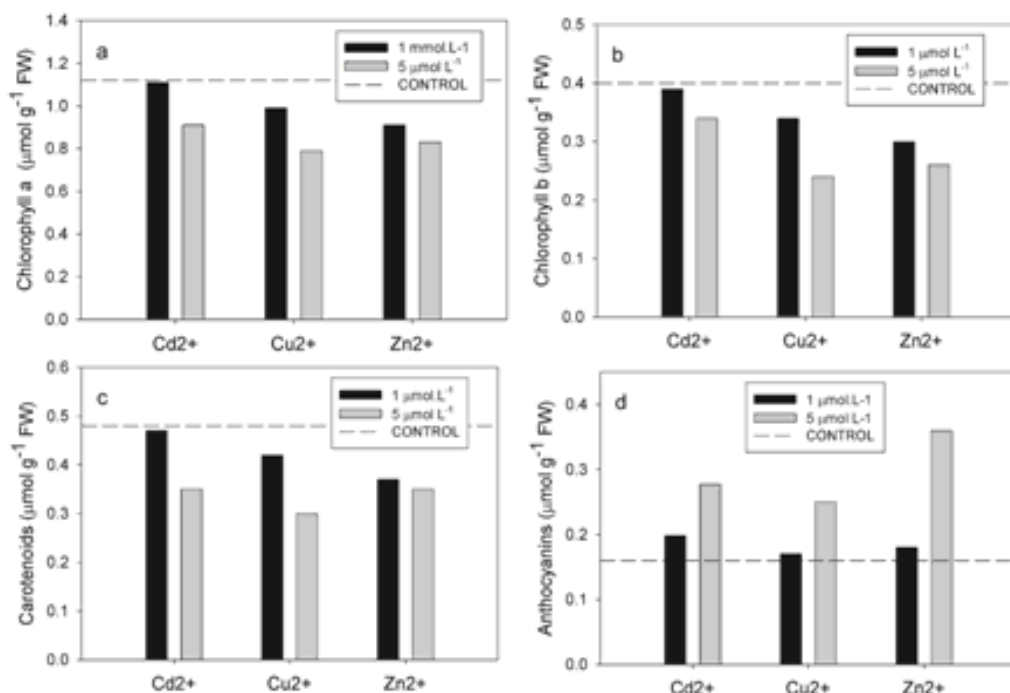 a
1 mmol.L-1
5 μmol L⁻¹
CONTROL
Chlorophyll a (μmol g⁻¹ FW)
1.4
1.2
1.0
0.8
0.6
0.4
0.2
0.0
Cd2+ Cu2+ Zn2+
b
1 μmol L⁻¹
5 μmol L⁻¹
CONTROL
Chlorophyll b (μmol g⁻¹ FW)
0.5
0.4
0.3
0.2
0.1
0.0
Cd2+ Cu2+ Zn2+
c
1 μmol.L⁻¹
5 μmol L⁻¹
CONTROL
Carotenoids (μmol g⁻¹ FW)
0.6
0.5
0.4
0.3
0.2
0.1
0.0
Cd2+ Cu2+ Zn2+
d
1 μmol.L-1
5 μmol L-1
CONTROL
Anthocyanins (μmol g⁻¹ FW)
0.4
0.3
0.2
0.1
0.0
Cd2+ Cu2+ Zn2+